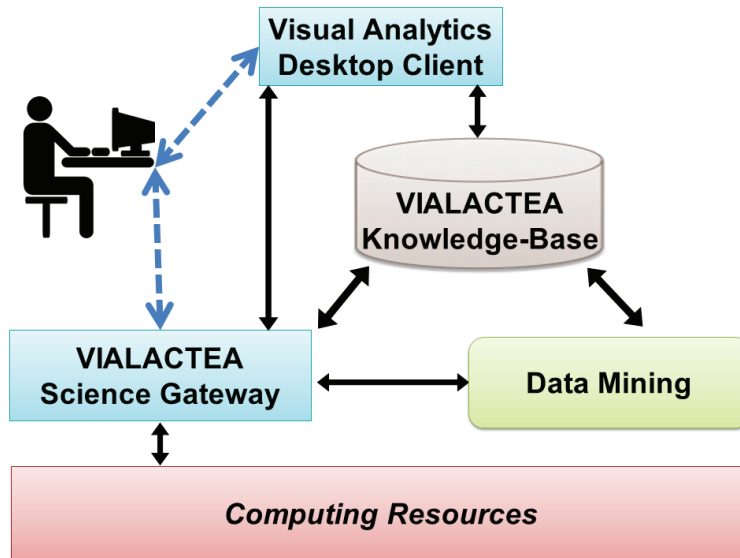 Visual Analytics
Desktop Client
VIALACTEA
Knowledge-Base
VIALACTEA
Science Gateway
Data Mining
Computing Resources